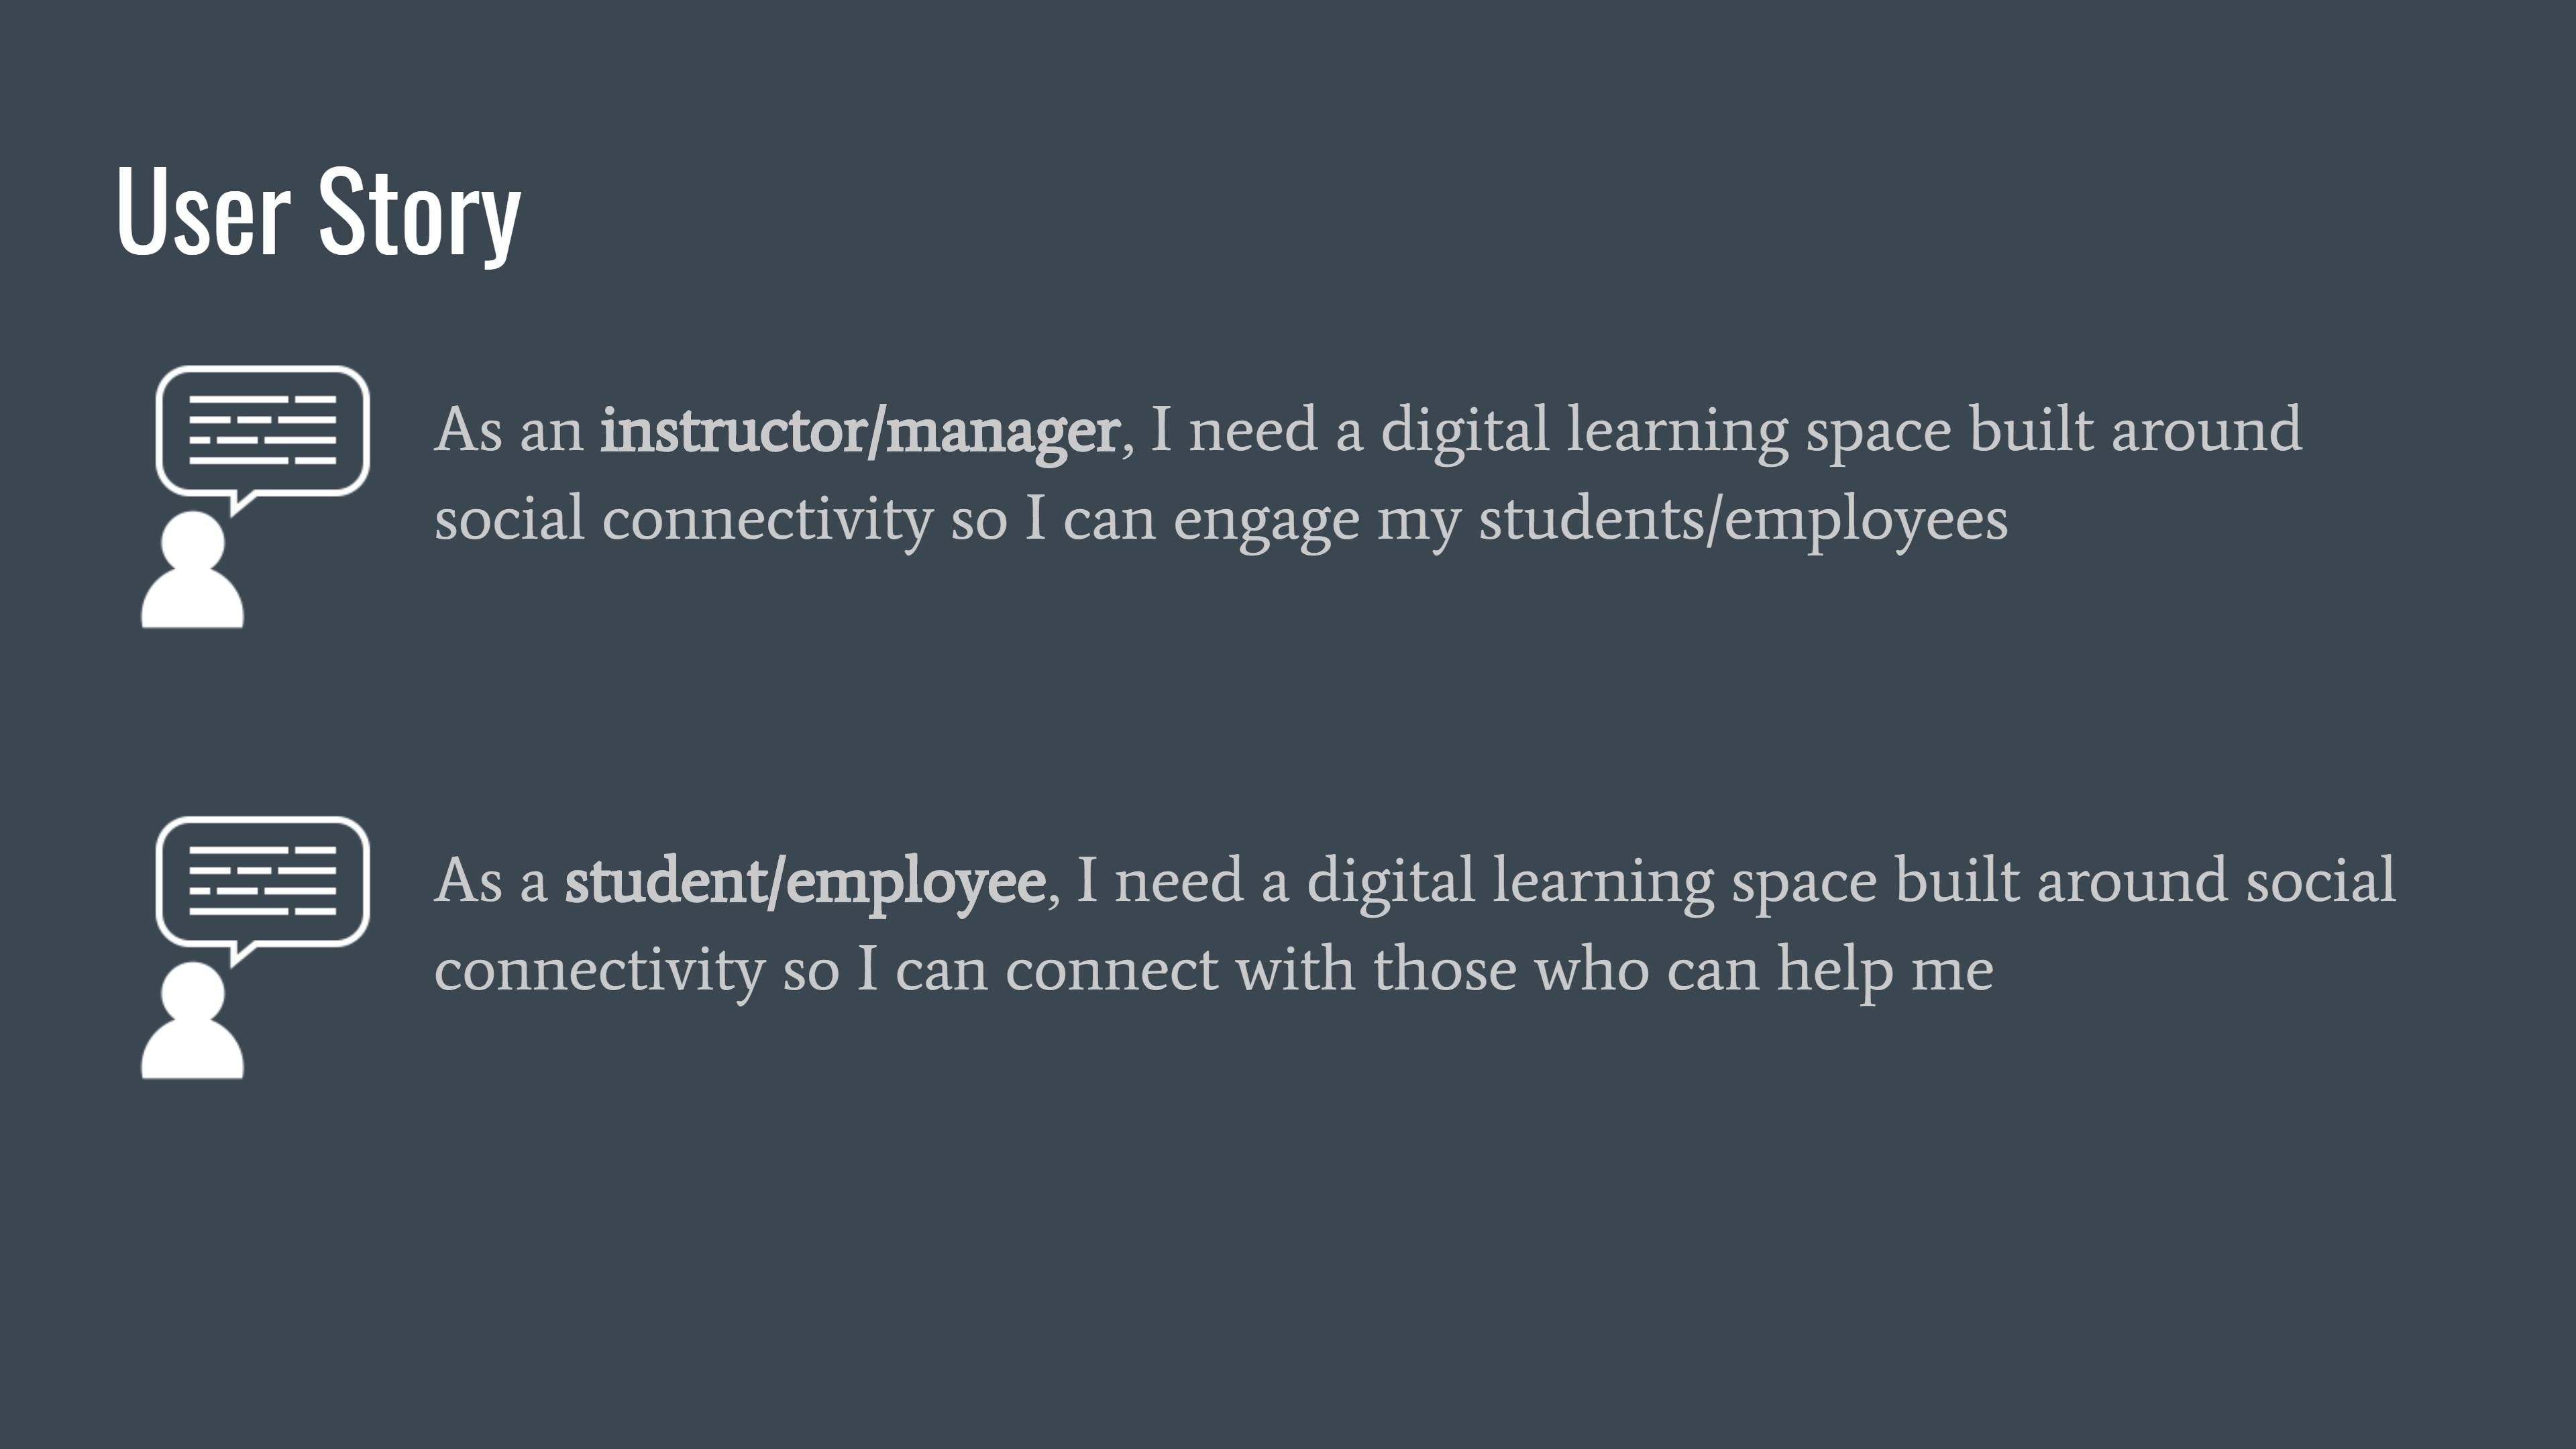 User Story
As an instructor/manager, I need a digital learning space built around
social connectivity so I can engage my students/employees
As a student/employee, I need a digital learning space built around social
connectivity so I can connect with those who can help me